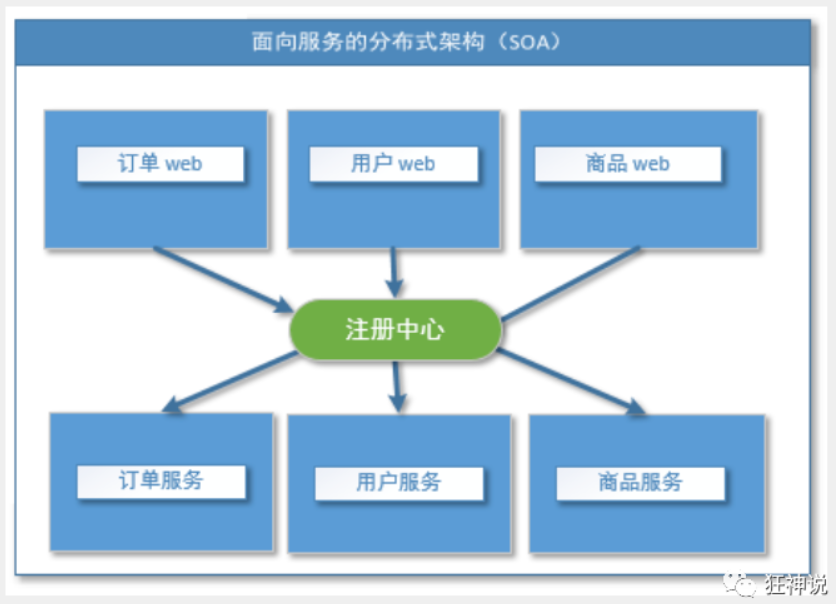 面向服务的分布式架构（SOA）
订单 web
用户 web
商品 web
注册中心
订单服务
用户服务
商品服务
狂神说